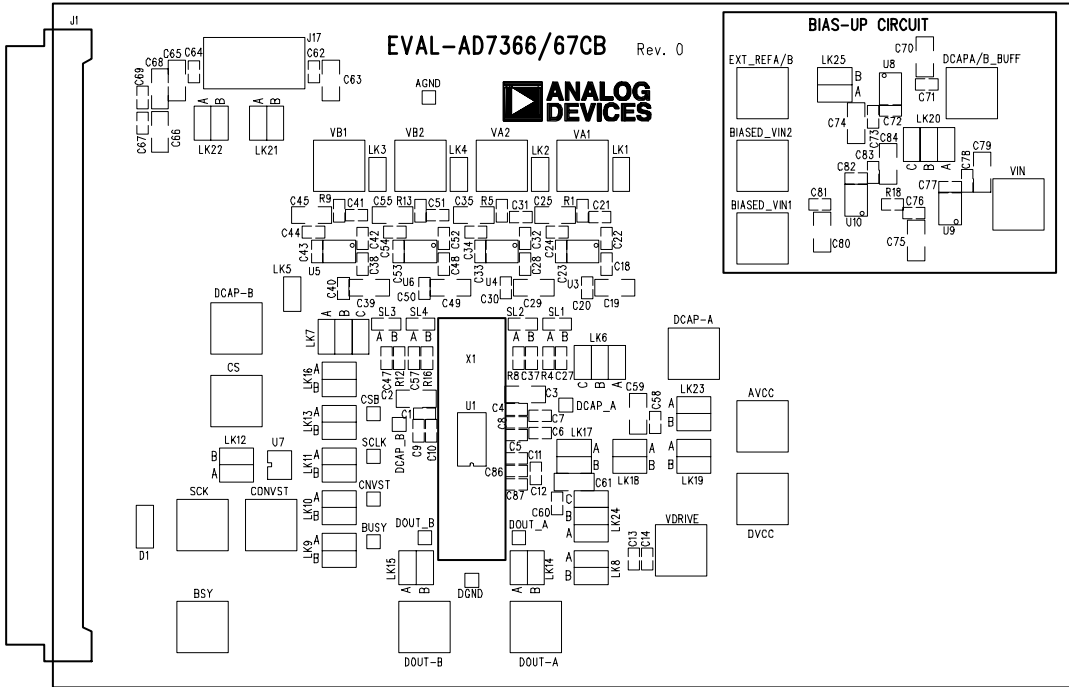 J1
EVAL-AD7366/67CB Rev. 0
ANALOG
DEVICES
BIAS-UP CIRCUIT
EXT_REFA/B
LK25
B
A
U8
C70
C71
DCAPA/B_BUFF
C74
C73
C72
C84
LK20
C
B
A
BIASED_VIN2
C82
C83
C79
C78
C77
VIN
BIASED_VIN1
C81
C80
U10
R18
C76
C75
U9
C69
C68
C65
C64
J17
C62
C63
C67
C66
A
B
LK22
A
B
LK21
AGND
VB1
LK3
VB2
LK4
VA2
LK2
VA1
LK1
C45
R9
C41
C55
R13
C51
C35
R5
C31
C25
R1
C21
C44
C43
U5
C42
C38
C54
C53
C52
C48
C34
C33
C32
C28
C24
C23
C22
C18
LK5
C40
C39
U6
C50
C49
U4
C30
C29
U3
C20
C19
DCAP-B
LK7
A
B
C
SL3
A B
SL4
A B
SL2
A B
SL1
A B
X1
LK6
C
B
A
DCAP-A
C47
R12
C57
R16
R8
C37
R4
C27
CS
LK16
A
B
C2
C1
C9
C10
DCAP_B
U1
C3
C4
C8
C7
C6
C5
DCAP_A
C59
C58
LK23
A
B
AVCC
LK13
A
B
CSB
LK12
B
A
U7
LK11
A
B
SCLK
C11
C86
C87
C12
LK17
A
B
LK18
A
B
LK19
A
B
C61
C60
SCK
CONVST
LK10
A
B
CNVST
C
B
A
LK24
VDRIVE
DVCC
D1
LK9
A
B
BUSY
DOUT_B
DOUT_A
LK15
A
B
LK14
A
B
A
B
LK8
C13
C14
DGND
BSY
DOUT-B
DOUT-A